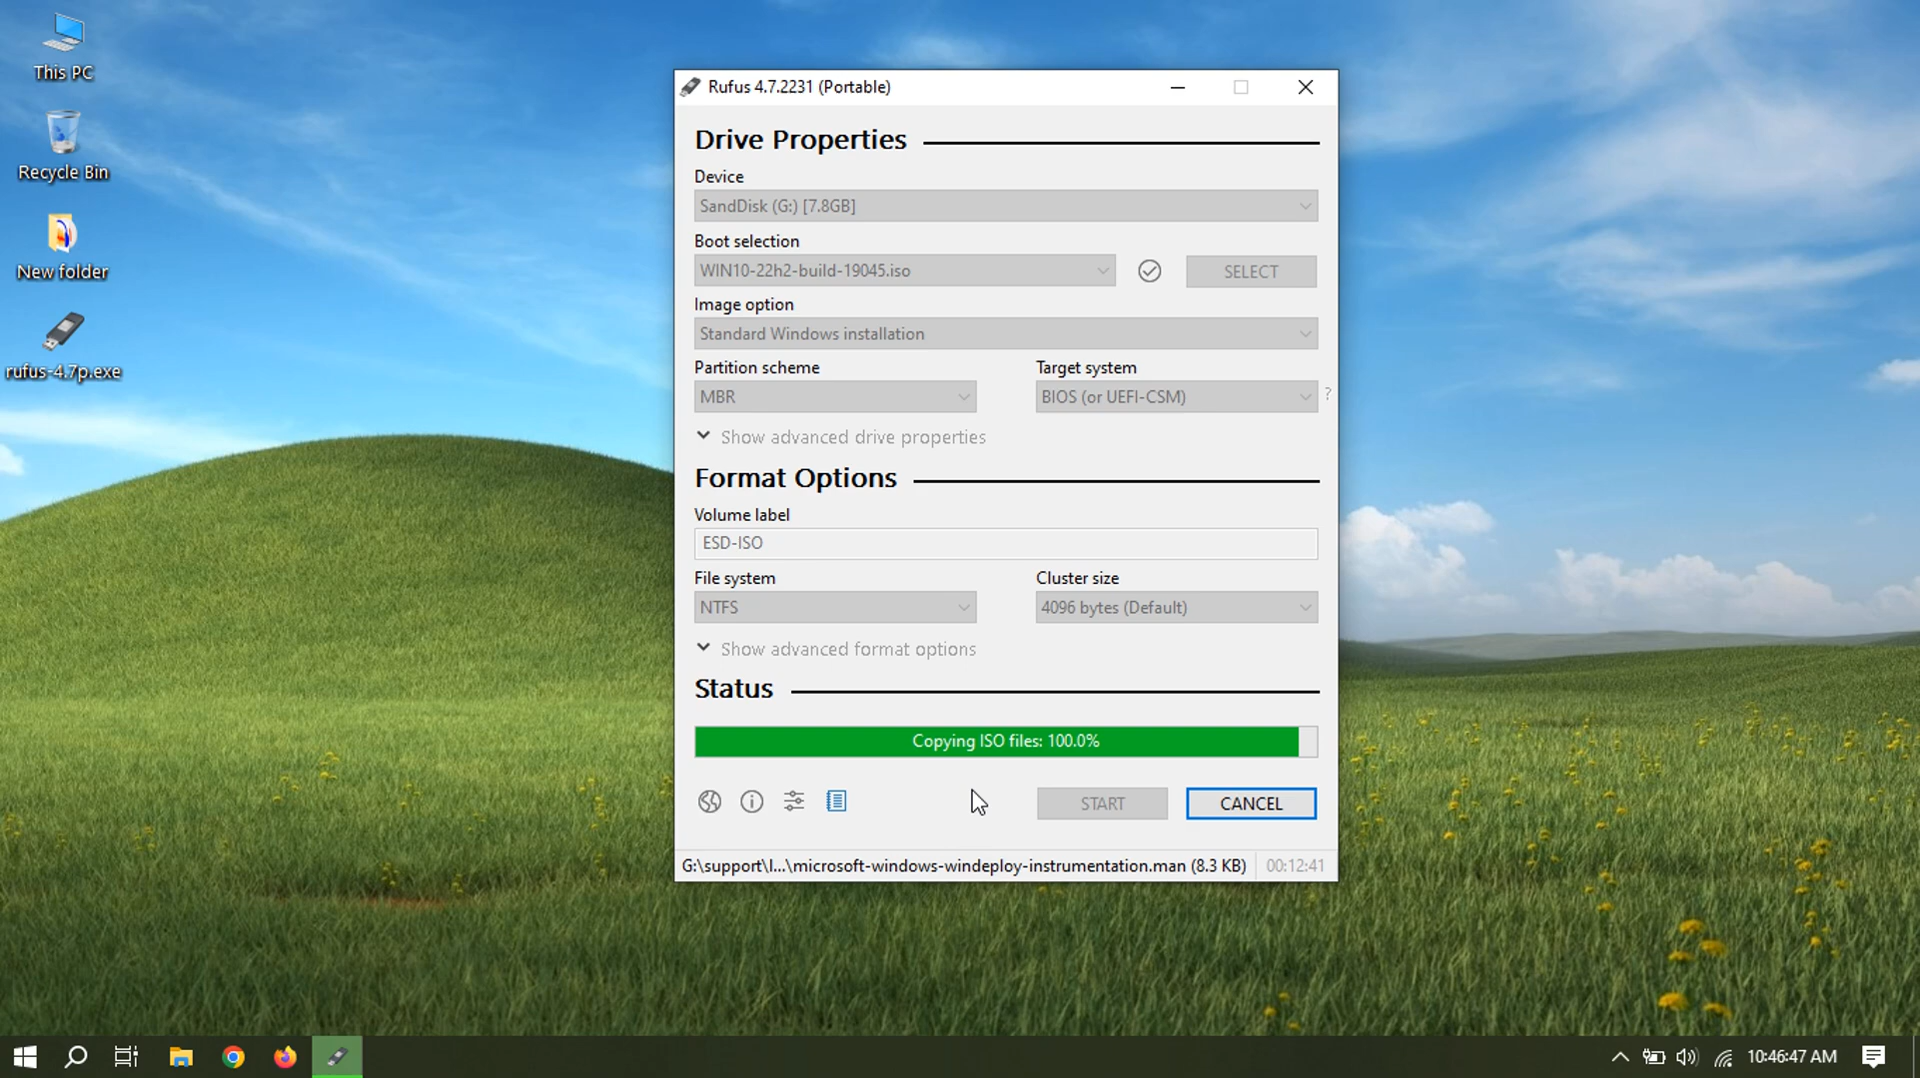 This PC
Recycle Bin
New folder
rufus-4.7p.exe
Rufus 4.7.2231 (Portable)
Drive Properties
Device
SandDisk (G:) [7.8GB]
Boot selection
WIN10-22h2-build-19045.iso
SELECT
Image option
Standard Windows installation
Partition scheme
Target system
MBR
BIOS (or UEFI-CSM)
?
Show advanced drive properties
Format Options
Volume label
ESD-ISO
File system
Cluster size
NTFS
4096 bytes (Default)
Show advanced format options
Status
Copying ISO files: 100.0%
START
CANCEL
G:\support\l...\microsoft-windows-windeploy-instrumentation.man (8.3 KB)
00:12:41
10:46:47 AM